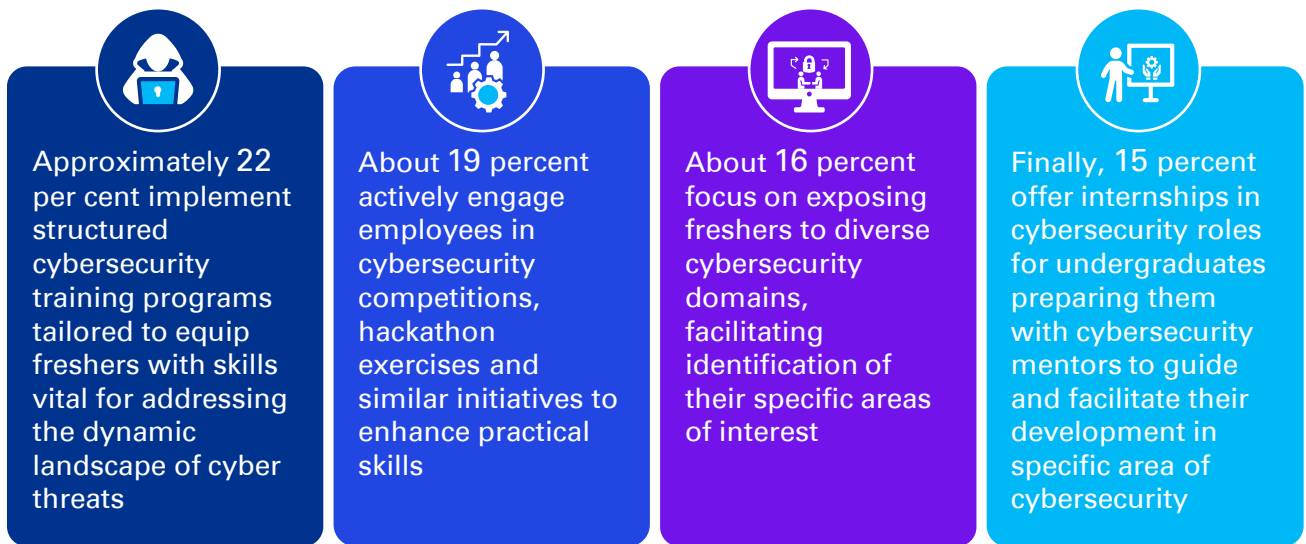 Approximately 22
per cent implement
structured
cybersecurity
training programs
tailored to equip
freshers with skills
vital for addressing
the dynamic
landscape of cyber
threats
About 19 percent
actively engage
employees in
cybersecurity
competitions,
hackathon
exercises and
similar initiatives to
enhance practical
skills
About 16 percent
focus on exposing
freshers to diverse
cybersecurity
domains,
facilitating
identification of
their specific areas
of interest
Finally, 15 percent
offer internships in
cybersecurity roles
for undergraduates
preparing them
with cybersecurity
mentors to guide
and facilitate their
development in
specific area of
cybersecurity